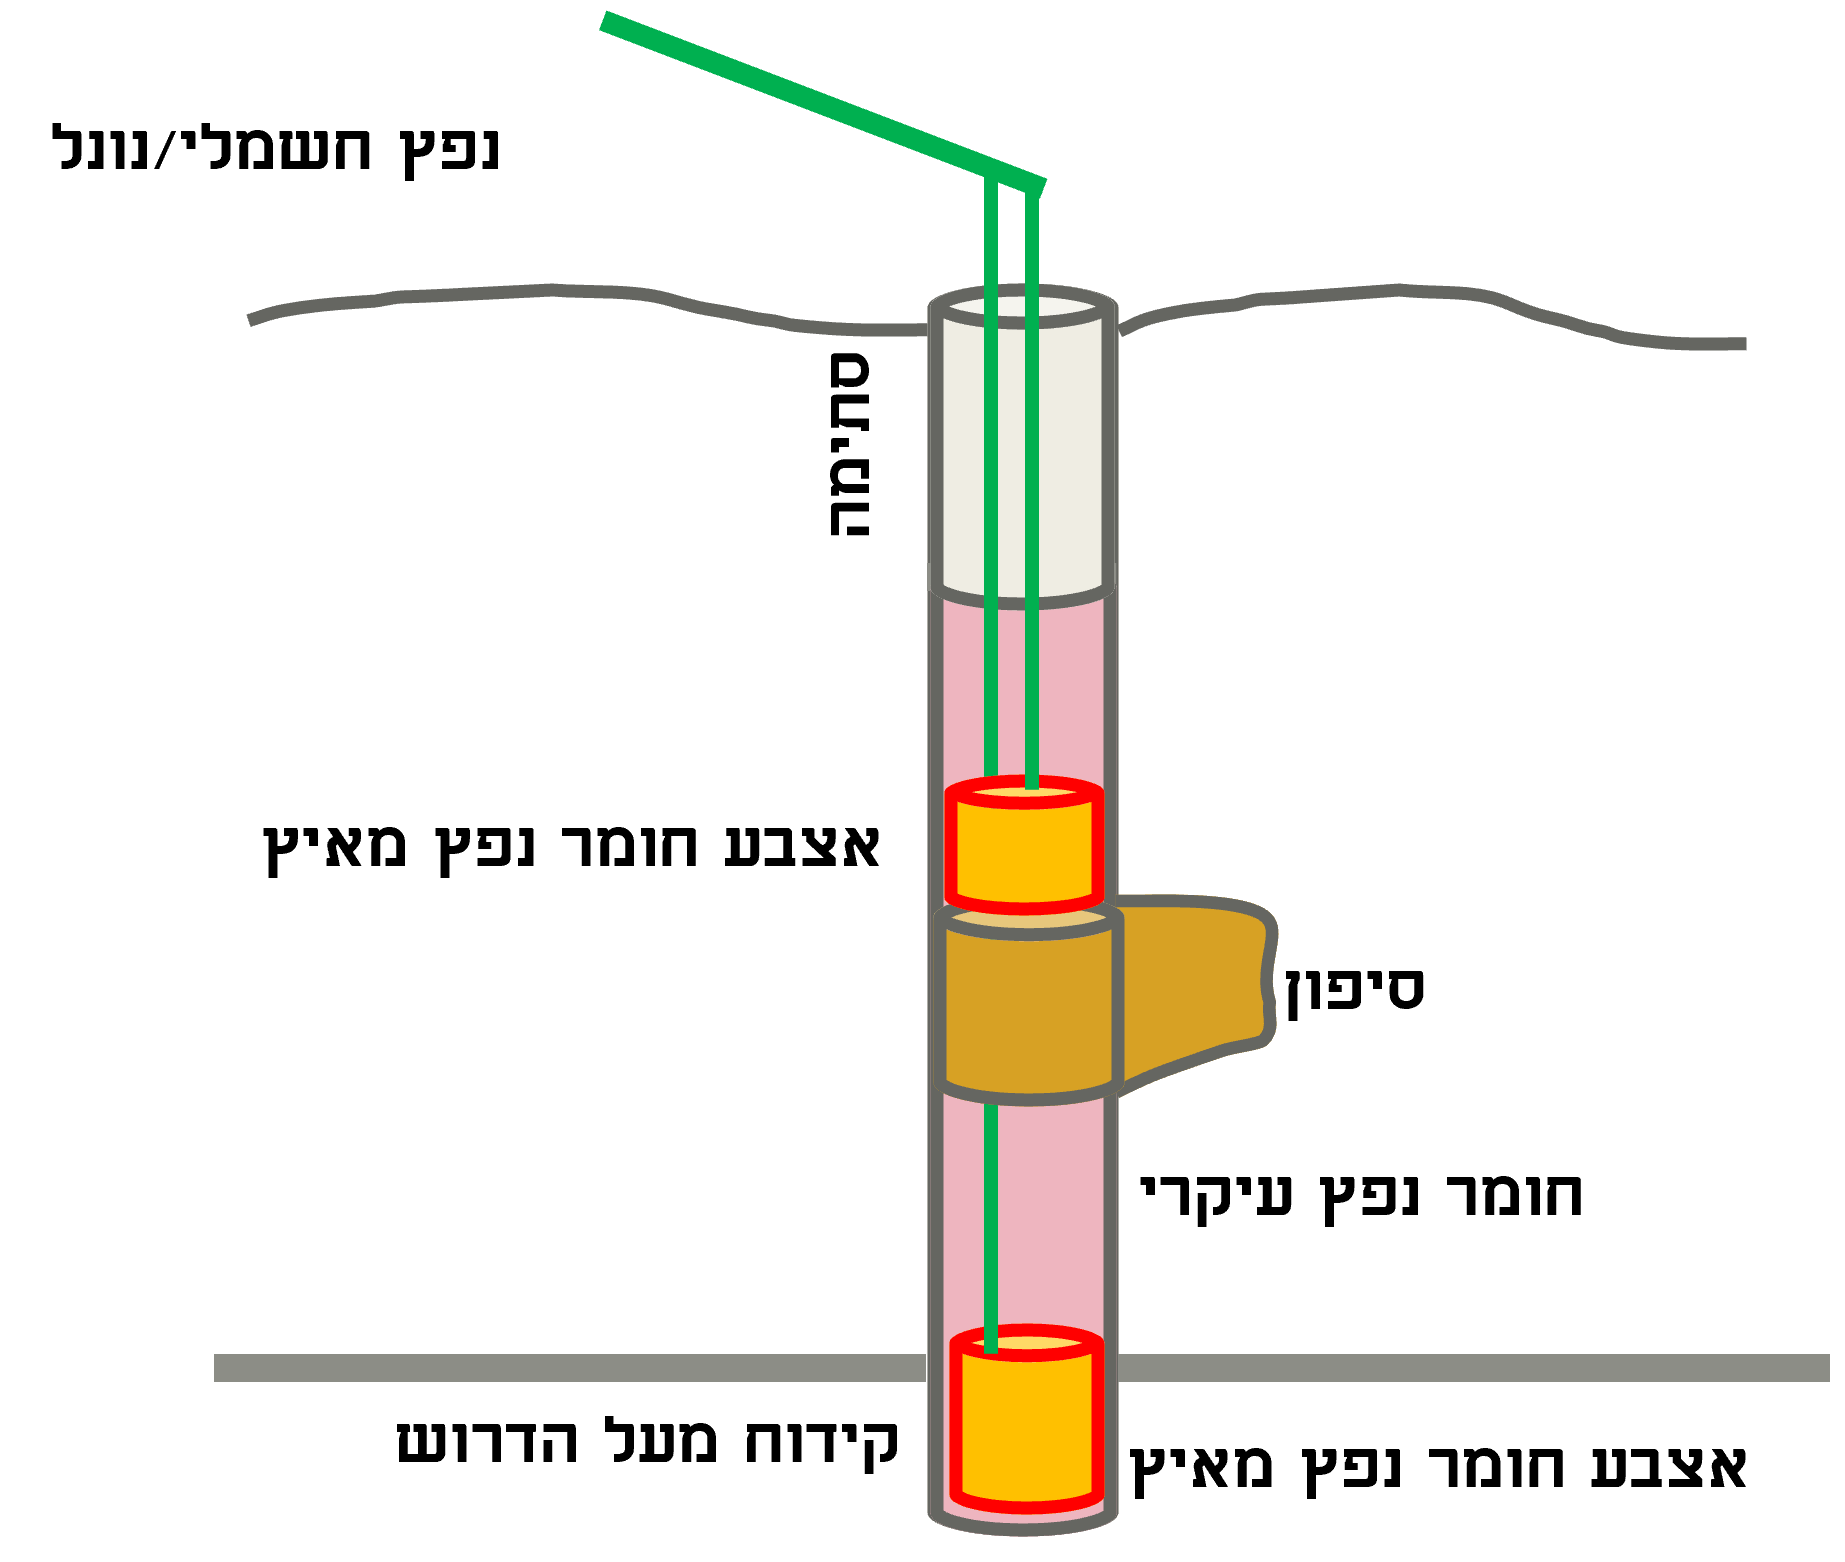 נפץ חשמלי/נונל
סתימה
אצבע חומר נפץ מאיץ
סיפון
חומר נפץ עיקרי
קידוח מעל הדרוש
אצבע חומר נפץ מאיץ